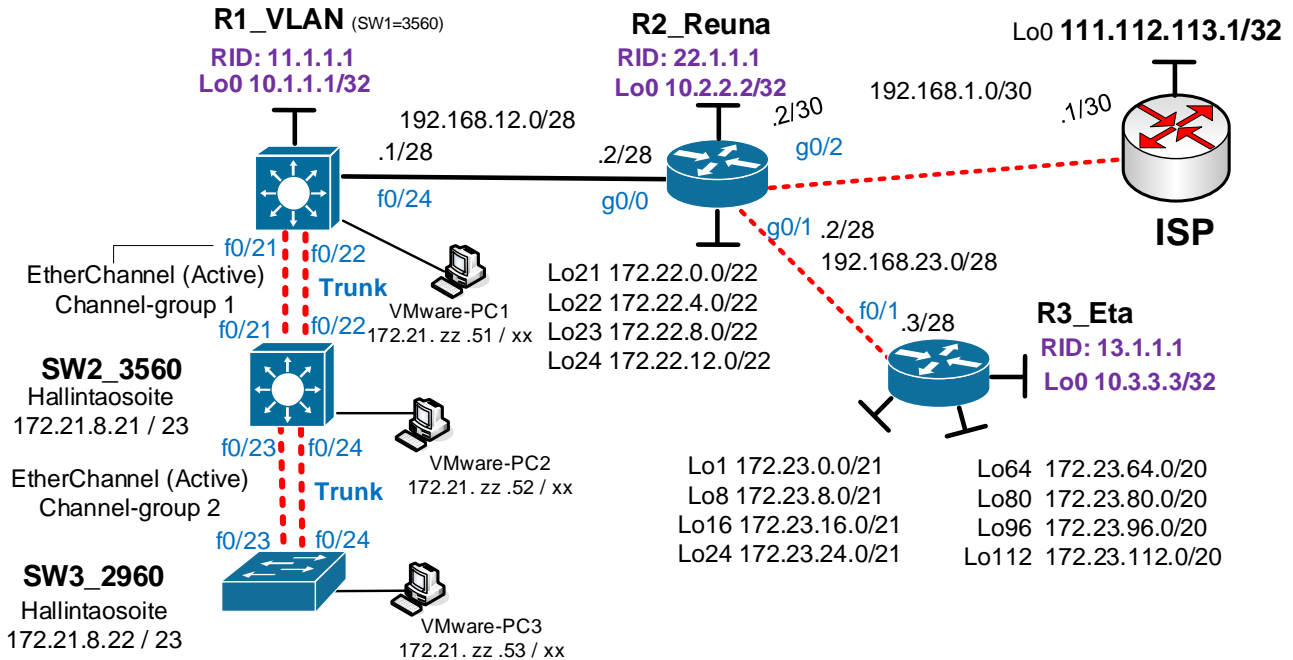 R1_VLAN (SW1=3560)
RID: 11.1.1.1
Lo0 10.1.1.1/32
R2_Reuna
RID: 22.1.1.1
Lo0 10.2.2.2/32
Lo0 111.112.113.1/32
192.168.12.0/28
.1/28
.2/28
f0/24
g0/0
.2/30
g0/2
192.168.1.0/30
.1/30
ISP
g0/1
.2/28
192.168.23.0/28
f0/1
.3/28
R3_Eta
RID: 13.1.1.1
Lo0 10.3.3.3/32
f0/21
f0/22
EtherChannel (Active)
Channel-group 1
Trunk
f0/21
f0/22
VMware-PC1
172.21. zz .51 / xx
Lo21 172.22.0.0/22
Lo22 172.22.4.0/22
Lo23 172.22.8.0/22
Lo24 172.22.12.0/22
SW2_3560
Hallintaosoite
172.21.8.21 / 23
f0/23
f0/24
VMware-PC2
172.21. zz .52 / xx
EtherChannel (Active)
Channel-group 2
Trunk
f0/23
f0/24
SW3_2960
Hallintaosoite
172.21.8.22 / 23
VMware-PC3
172.21. zz .53 / xx
Lo1 172.23.0.0/21
Lo8 172.23.8.0/21
Lo16 172.23.16.0/21
Lo24 172.23.24.0/21
Lo64 172.23.64.0/20
Lo80 172.23.80.0/20
Lo96 172.23.96.0/20
Lo112 172.23.112.0/20